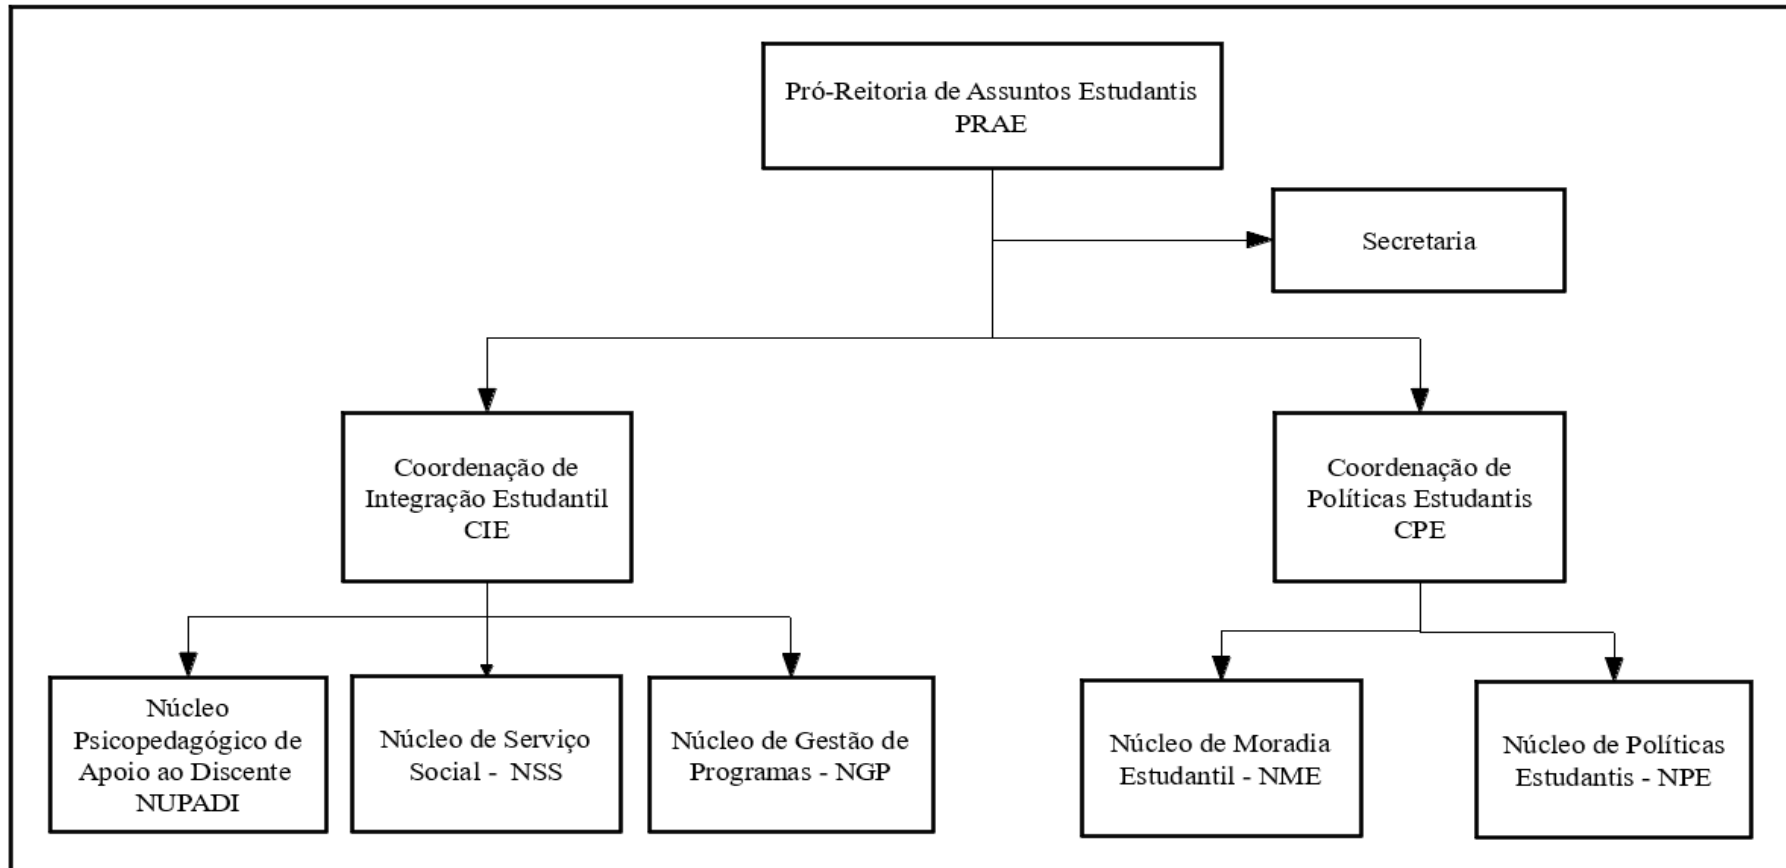 Pró-Reitoria de Assuntos Estudantis
PRAE
Secretaria
Coordenação de
Integração Estudantil
CIE
Coordenação de
Políticas Estudantis
CPE
Núcleo
Psicopedagógico de
Apoio ao Discente
NUPADI
Núcleo de Serviço
Social - NSS
Núcleo de Gestão de
Programas - NGP
Núcleo de Moradia
Estudantil - NME
Núcleo de Políticas
Estudantis - NPE